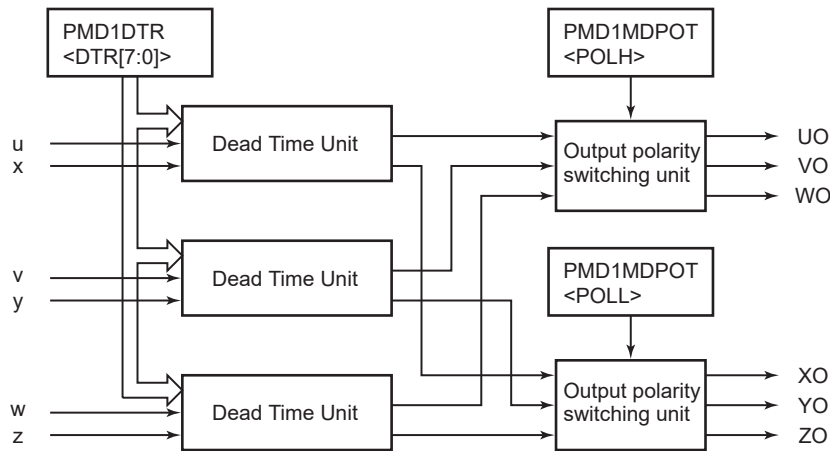 PMD1DTR
<DTR[7:0]>
PMD1MDPOT
<POLH>
u
x
Dead Time Unit
Output polarity
switching unit
UO
VO
WO
v
y
Dead Time Unit
PMD1MDPOT
<POLL>
w
z
Dead Time Unit
Output polarity
switching unit
XO
YO
ZO